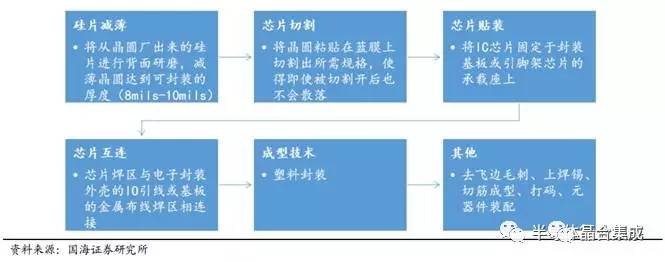 硅片减薄
将从晶圆厂出来的硅
片进行背面研磨，减
薄晶圆达到可封装的
厚度（8mils-10mils）
芯片切割
将晶圆粘贴在蓝膜上
切割出所需规格，使
得即使被切割开后也
不会散落
芯片贴装
将IC芯片固定于封装
基板或引脚架芯片的
承载座上
芯片互连
芯片焊区与电子封装
外壳的IO引线或基板
的金属布线焊区相连
接
成型技术
塑料封装
其他
去飞边毛刺、上焊锡、
切筋成型、打码、元
器件装配
资料来源：国海证券研究所
半导体晶合集成